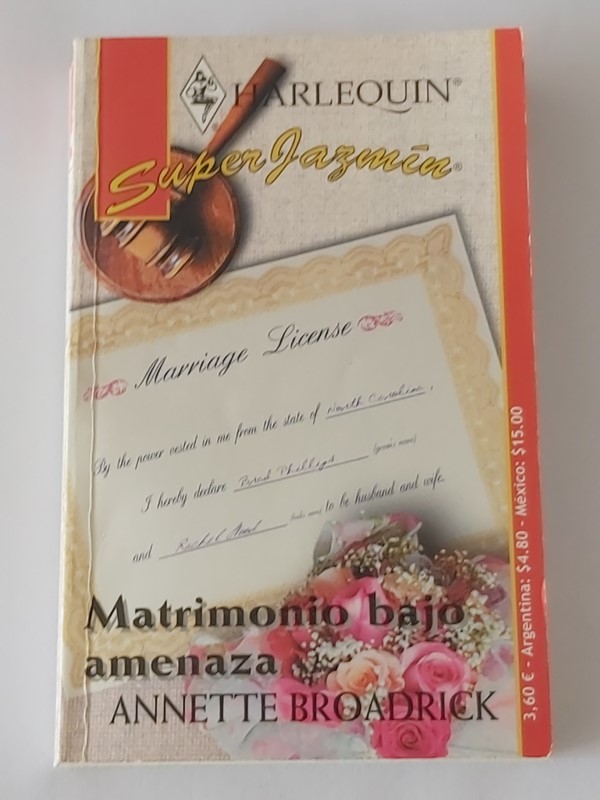 HARLEQUIN®
SuperJazmín®
Marriage License
By the power vested in me from the state of North Carolina,
I hereby declare Brad Phillips (groom's name)
and Rachel Wood (bride's name) to be husband and wife.
Matrimonio bajo
amenaza
ANNETTE BROADRICK
3,60 € - Argentina: $4.80 - México: $15.00